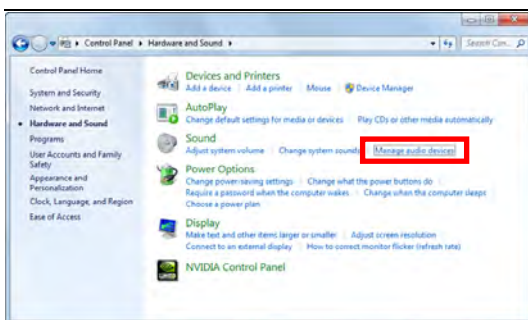 Control Panel ▸ Hardware and Sound ▸
Search Con...
Control Panel Home
System and Security
Network and Internet
Hardware and Sound
Programs
User Accounts and Family
Safety
Appearance and
Personalization
Clock, Language, and Region
Ease of Access
Devices and Printers
Add a device | Add a printer | Mouse | Device Manager
AutoPlay
Change default settings for media or devices | Play CDs or other media automatically
Sound
Adjust system volume | Change system sounds | Manage audio devices
Power Options
Change power-saving settings | Change what the power buttons do
Require a password when the computer wakes | Change when the computer sleeps
Choose a power plan
Display
Make text and other items larger or smaller | Adjust screen resolution
Connect to an external display | How to correct monitor flicker (refresh rate)
NVIDIA Control Panel